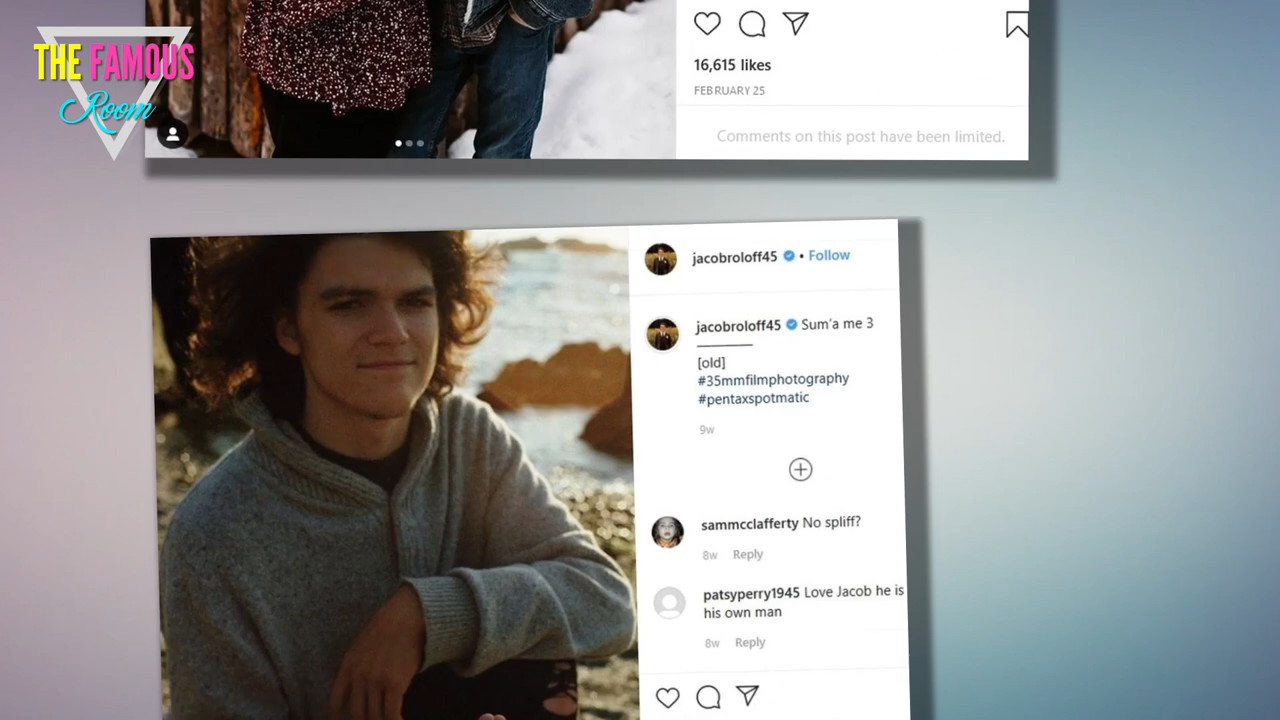 THE FAMOUS
Room
16,615 likes
FEBRUARY 25
Comments on this post have been limited.
jacobroloff45 • Follow
jacobroloff45 Sum'a me 3
[old]
#35mmfilmphotography
#pentaxspotmatic
9w
sammcclafferty No spliff?
8w Reply
patsyperry1945 Love Jacob he is
his own man
8w Reply